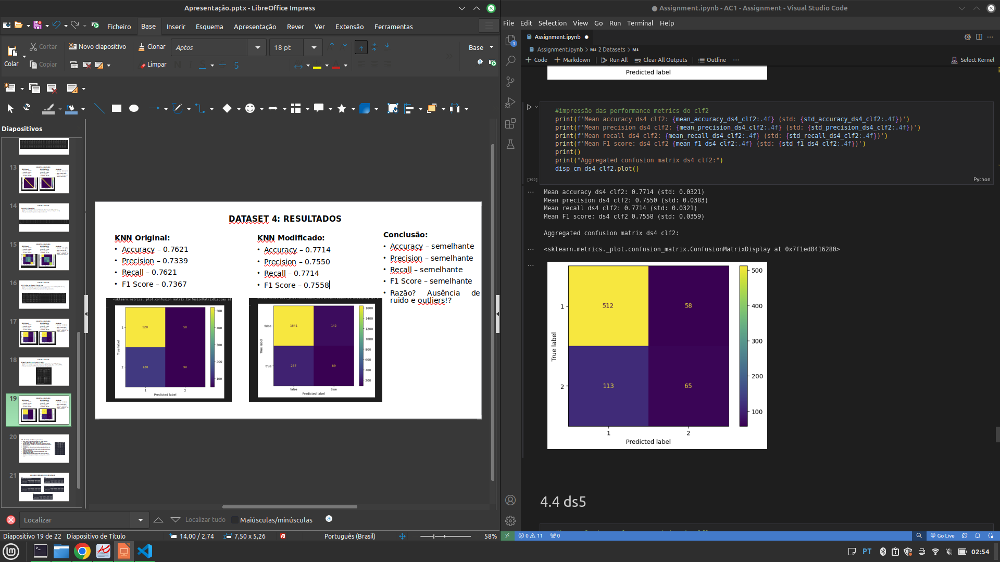 Apresentação.pptx - LibreOffice Impress
Ficheiro
Base
Inserir
Esquema
Apresentação
Rever
Ver
Extensão
Ferramentas
Colar
Cortar
Copiar
Novo diapositivo
Clonar
Limpar
Aptos
18 pt
Base
Diapositivos
13
14
15
16
17
18
19
20
21
DATASET 4: RESULTADOS
KNN Original:
• Accuracy – 0.7621
• Precision – 0.7339
• Recall – 0.7621
• F1 Score – 0.7367
KNN Modificado:
• Accuracy – 0.7714
• Precision – 0.7550
• Recall – 0.7714
• F1 Score – 0.7558
Conclusão:
• Accuracy – semelhante
• Precision – semelhante
• Recall – semelhante
• F1 Score – semelhante
• Razão? Ausência de
ruido e outliers!?
<sklearn.metrics._plot.confusion_matrix.ConfusionMatrixDisplay at
True label
1
2
520
50
128
50
1
2
Predicted label
500
400
300
200
100
True label
false
true
1641
142
237
89
false
true
Predicted label
1600
1400
1200
1000
800
600
400
200
Localizar
Localizar tudo
Maiúsculas/minúsculas
Diapositivo 19 de 22
Diapositivo de Título
14,00 / 2,74
7,50 x 5,26
Português (Brasil)
58%
Assignment.ipynb - AC1 - Assignment - Visual Studio Code
File Edit Selection View Go Run Terminal Help
Assignment.ipynb
Assignment.ipynb > M↓ 2 Datasets > M↓
Code
Markdown
Run All
Clear All Outputs
Outline
Select Kernel
Predicted label
#impressão das performance metrics do clf2
print(f'Mean accuracy ds4 clf2: {mean_accuracy_ds4_clf2:.4f} (std: {std_accuracy_ds4_clf2:.4f})')
print(f'Mean precision ds4 clf2: {mean_precision_ds4_clf2:.4f} (std: {std_precision_ds4_clf2:.4f})')
print(f'Mean recall ds4 clf2: {mean_recall_ds4_clf2:.4f} (std: {std_recall_ds4_clf2:.4f})')
print(f'Mean F1 score: ds4 clf2 {mean_f1_ds4_clf2:.4f} (std: {std_f1_ds4_clf2:.4f})')
print()
print("Aggregated confusion matrix ds4 clf2:")
disp_cm_ds4_clf2.plot()
[392]
Python
Mean accuracy ds4 clf2: 0.7714 (std: 0.0321)
Mean precision ds4 clf2: 0.7550 (std: 0.0383)
Mean recall ds4 clf2: 0.7714 (std: 0.0321)
Mean F1 score: ds4 clf2 0.7558 (std: 0.0359)
Aggregated confusion matrix ds4 clf2:
<sklearn.metrics._plot.confusion_matrix.ConfusionMatrixDisplay at 0x7f1ed0416280>
True label
1
2
512
58
113
65
1
2
Predicted label
500
400
300
200
100
4.4 ds5
0
11
0
Go Live
PT
02:54